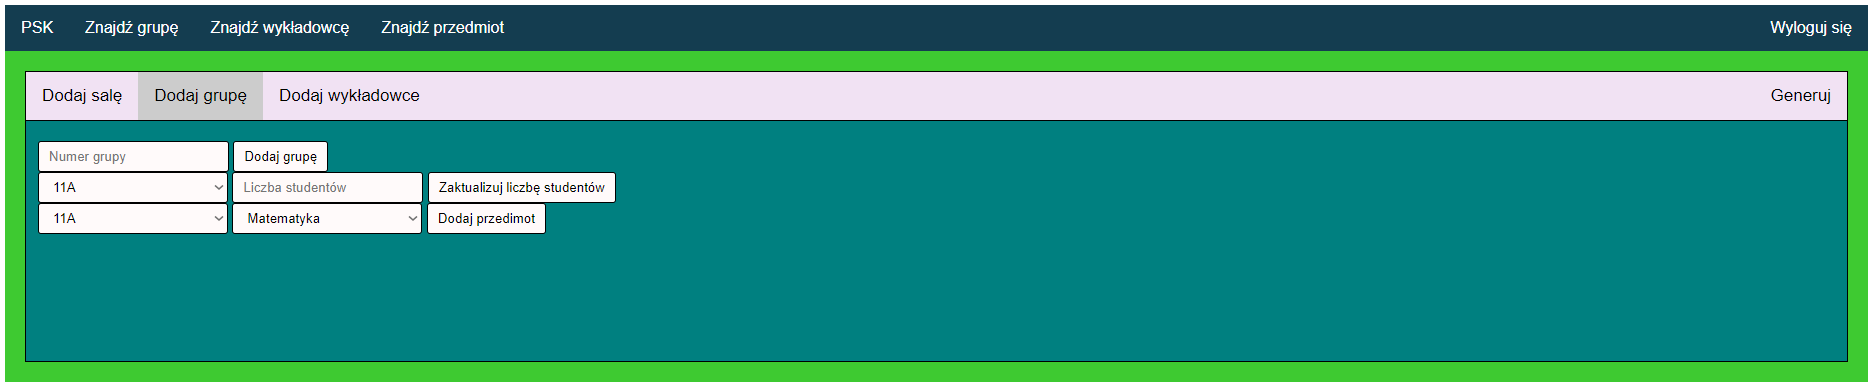 PSK Znajdź grupę Znajdź wykładowcę Znajdź przedmiot Wyloguj się
Dodaj salę Dodaj grupę Dodaj wykładowce Generuj
Numer grupy Dodaj grupę
11A Liczba studentów Zaktualizuj liczbę studentów
11A Matematyka Dodaj przedimot